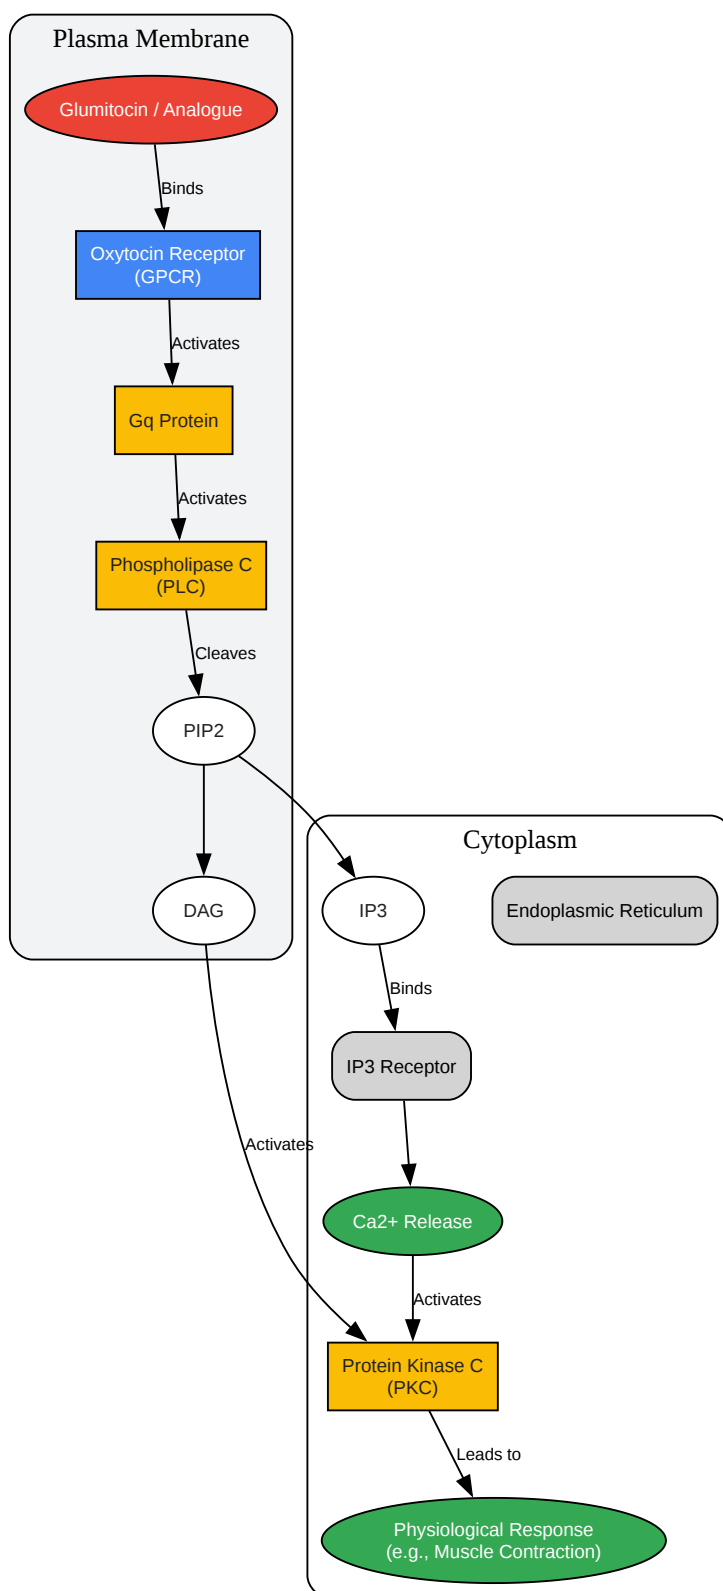 Plasma Membrane
Glumitocin / Analogue
Binds
Oxytocin Receptor
(GPCR)
Activates
Gq Protein
Activates
Phospholipase C
(PLC)
Cleaves
PIP2
Cytoplasm
DAG
IP3
Endoplasmic Reticulum
Binds
IP3 Receptor
Activates
Ca2+ Release
Activates
Protein Kinase C
(PKC)
Leads to
Physiological Response
(e.g., Muscle Contraction)